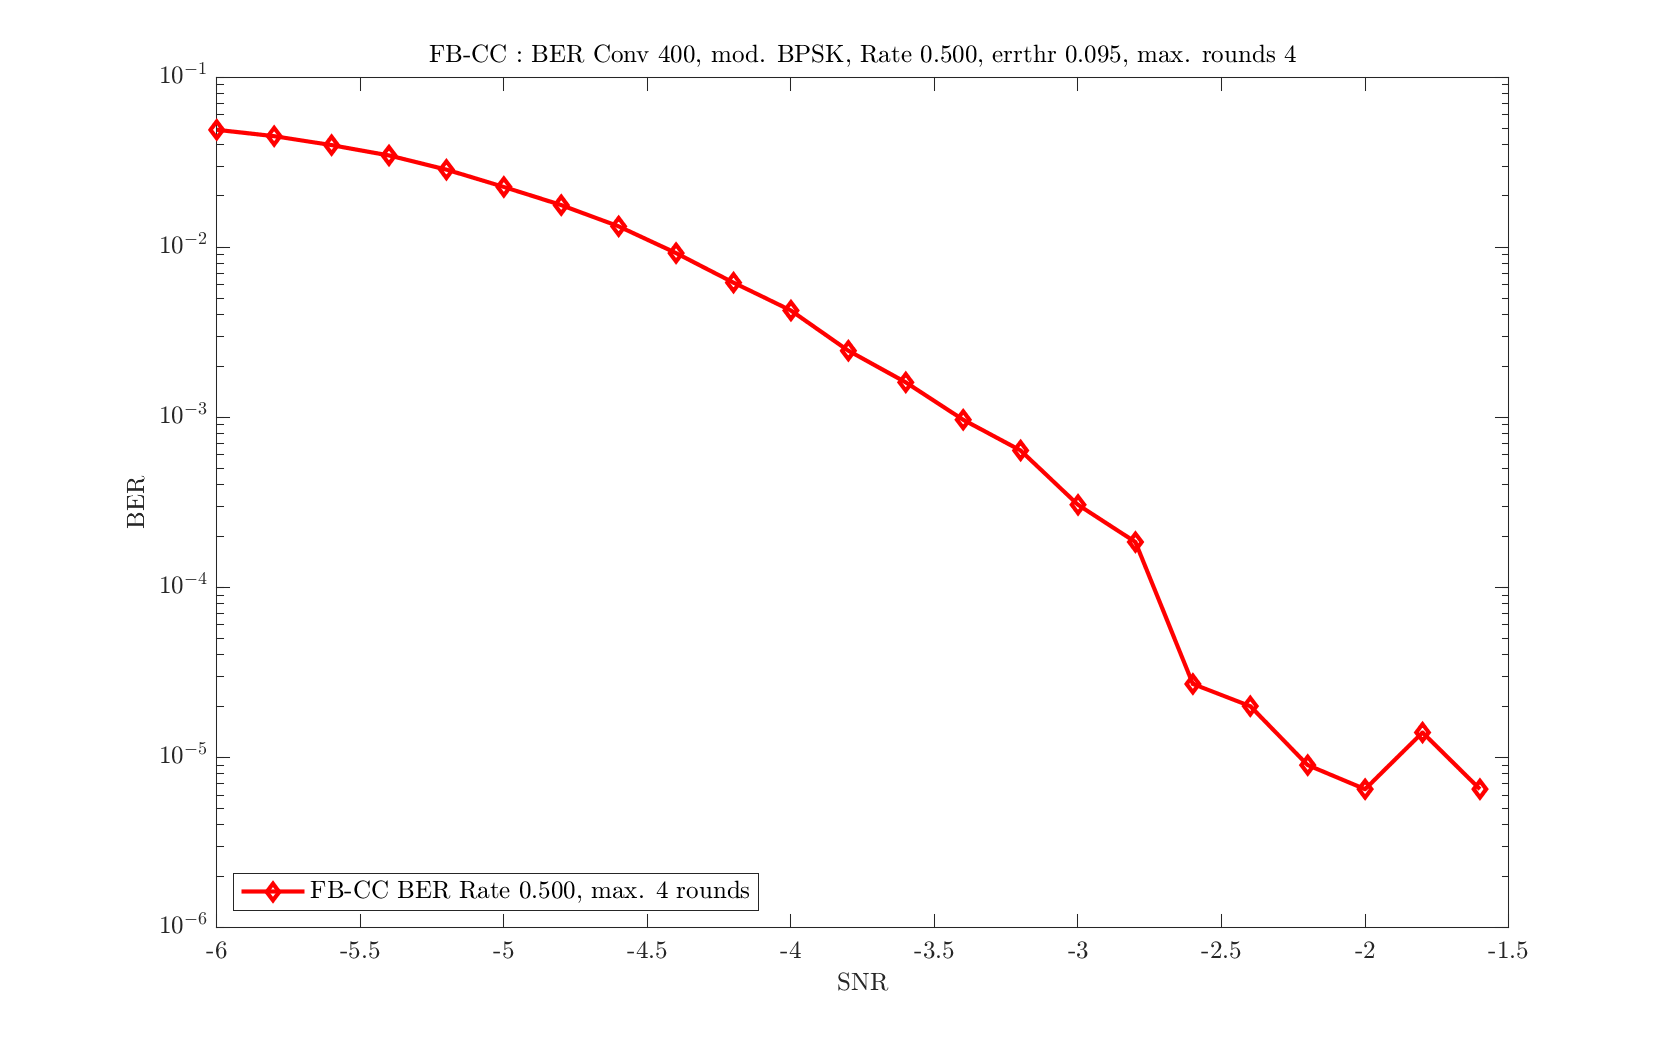 FB-CC : BER Conv 400, mod. BPSK, Rate 0.500, errthr 0.095, max. rounds 4
10^{-1}
10^{-2}
10^{-3}
10^{-4}
10^{-5}
10^{-6}
BER
FB-CC BER Rate 0.500, max. 4 rounds
-6 -5.5 -5 -4.5 -4 -3.5 -3 -2.5 -2 -1.5
SNR